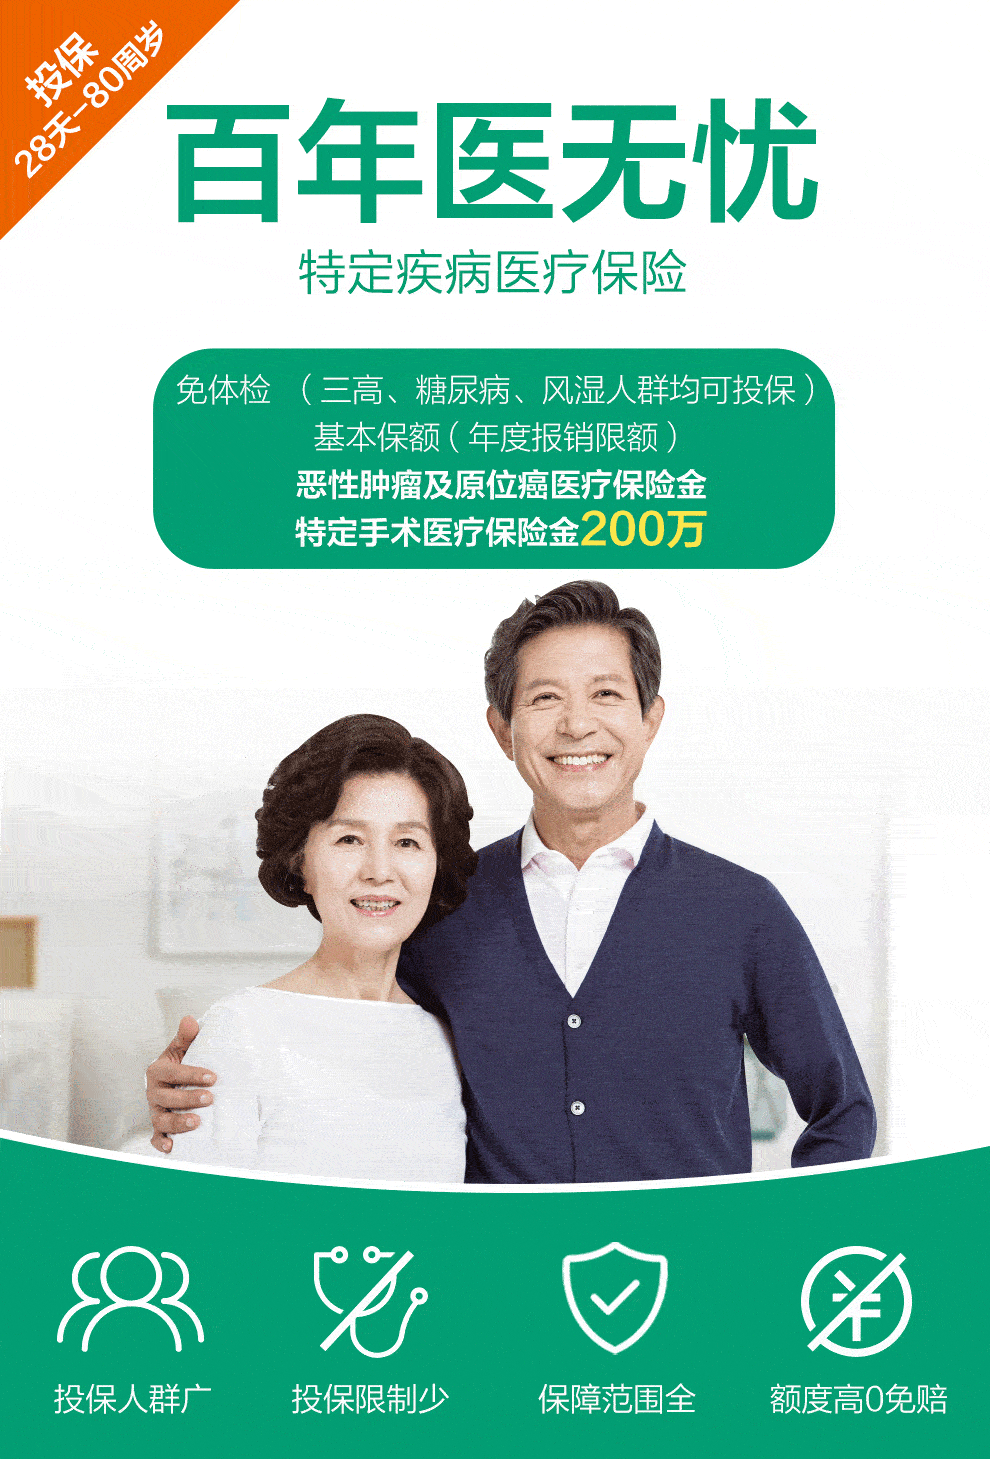 投保
28天-80周岁
百年医无忧
特定疾病医疗保险
免体检 （三高、糖尿病、风湿人群均可投保）
基本保额（年度报销限额）
恶性肿瘤及原位癌医疗保险金
特定手术医疗保险金200万
投保人群广
投保限制少
保障范围全
额度高0免赔